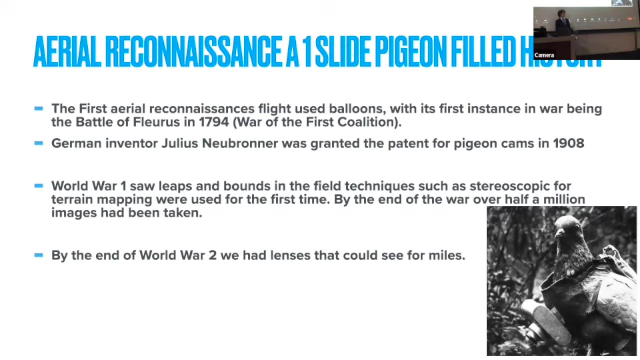 AERIAL RECONNAISSANCE A 1 SLIDE PIGEON FILLED HISTORY
Camera
The First aerial reconnaissances flight used balloons, with its first instance in war being
the Battle of Fleurus in 1794 (War of the First Coalition).
German inventor Julius Neubronner was granted the patent for pigeon cams in 1908
World War 1 saw leaps and bounds in the field techniques such as stereoscopic for
terrain mapping were used for the first time. By the end of the war over half a million
images had been taken.
By the end of World War 2 we had lenses that could see for miles.